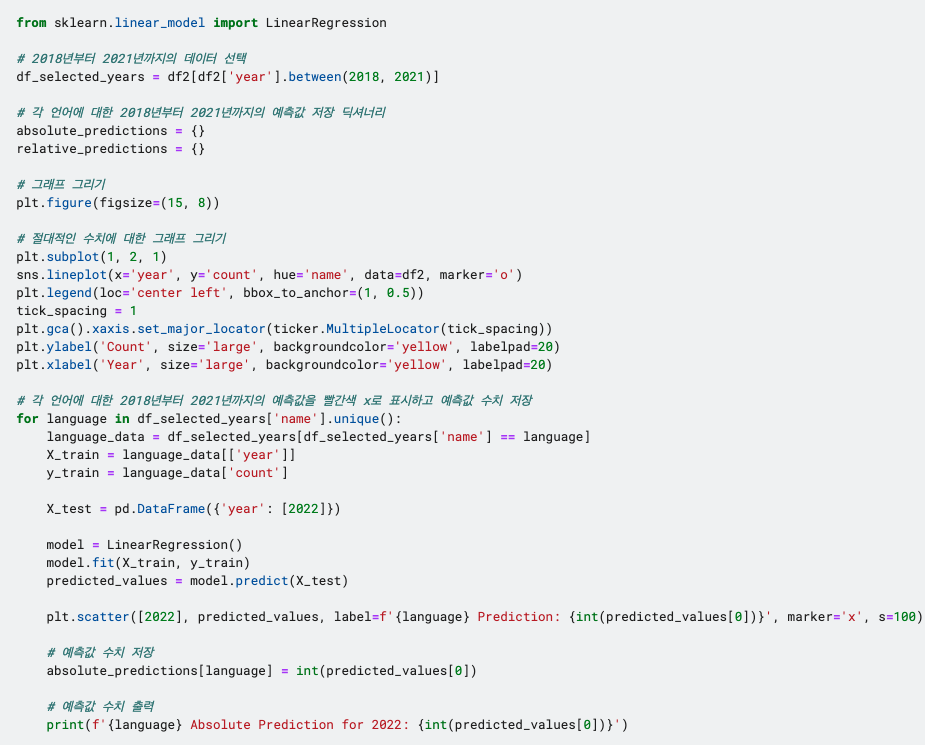 from sklearn.linear_model import LinearRegression
# 2018년부터 2021년까지의 데이터 선택
df_selected_years = df2[df2['year'].between(2018, 2021)]
# 각 언어에 대한 2018년부터 2021년까지의 예측값 저장 딕셔너리
absolute_predictions = {}
relative_predictions = {}
# 그래프 그리기
plt.figure(figsize=(15, 8))
# 절대적인 수치에 대한 그래프 그리기
plt.subplot(1, 2, 1)
sns.lineplot(x='year', y='count', hue='name', data=df2, marker='o')
plt.legend(loc='center left', bbox_to_anchor=(1, 0.5))
tick_spacing = 1
plt.gca().xaxis.set_major_locator(ticker.MultipleLocator(tick_spacing))
plt.ylabel('Count', size='large', backgroundcolor='yellow', labelpad=20)
plt.xlabel('Year', size='large', backgroundcolor='yellow', labelpad=20)
# 각 언어에 대한 2018년부터 2021년까지의 예측값을 빨간색 x로 표시하고 예측값 수치 저장
for language in df_selected_years['name'].unique():
    language_data = df_selected_years[df_selected_years['name'] == language]
    X_train = language_data[['year']]
    y_train = language_data['count']
    X_test = pd.DataFrame({'year': [2022]})
    model = LinearRegression()
    model.fit(X_train, y_train)
    predicted_values = model.predict(X_test)
    plt.scatter([2022], predicted_values, label=f'{language} Prediction: {int(predicted_values[0])}', marker='x', s=100)
    # 예측값 수치 저장
    absolute_predictions[language] = int(predicted_values[0])
    # 예측값 수치 출력
    print(f'{language} Absolute Prediction for 2022: {int(predicted_values[0])}')